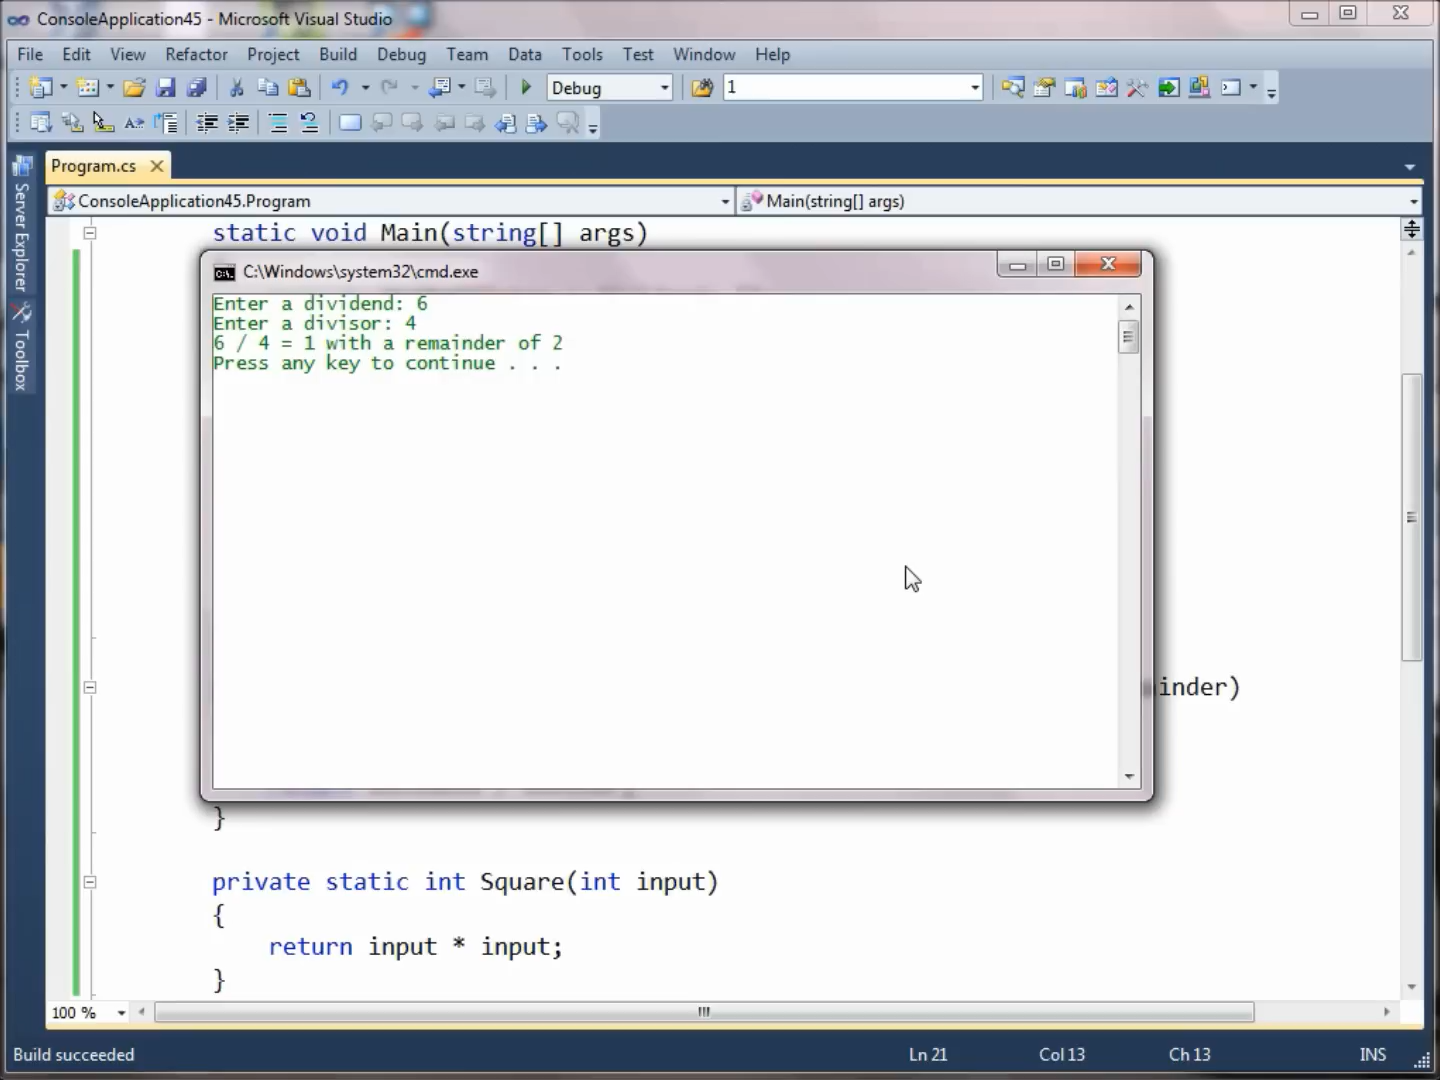 ConsoleApplication45 - Microsoft Visual Studio
File Edit View Refactor Project Build Debug Team Data Tools Test Window Help
Debug 1
Program.cs
ConsoleApplication45.Program Main(string[] args)
Server Explorer
Toolbox
static void Main(string[] args)
C:\Windows\system32\cmd.exe
Enter a dividend: 6
Enter a divisor: 4
6 / 4 = 1 with a remainder of 2
Press any key to continue . . .
inder)
}
private static int Square(int input)
{
return input * input;
}
100 %
Build succeeded Ln 21 Col 13 Ch 13 INS